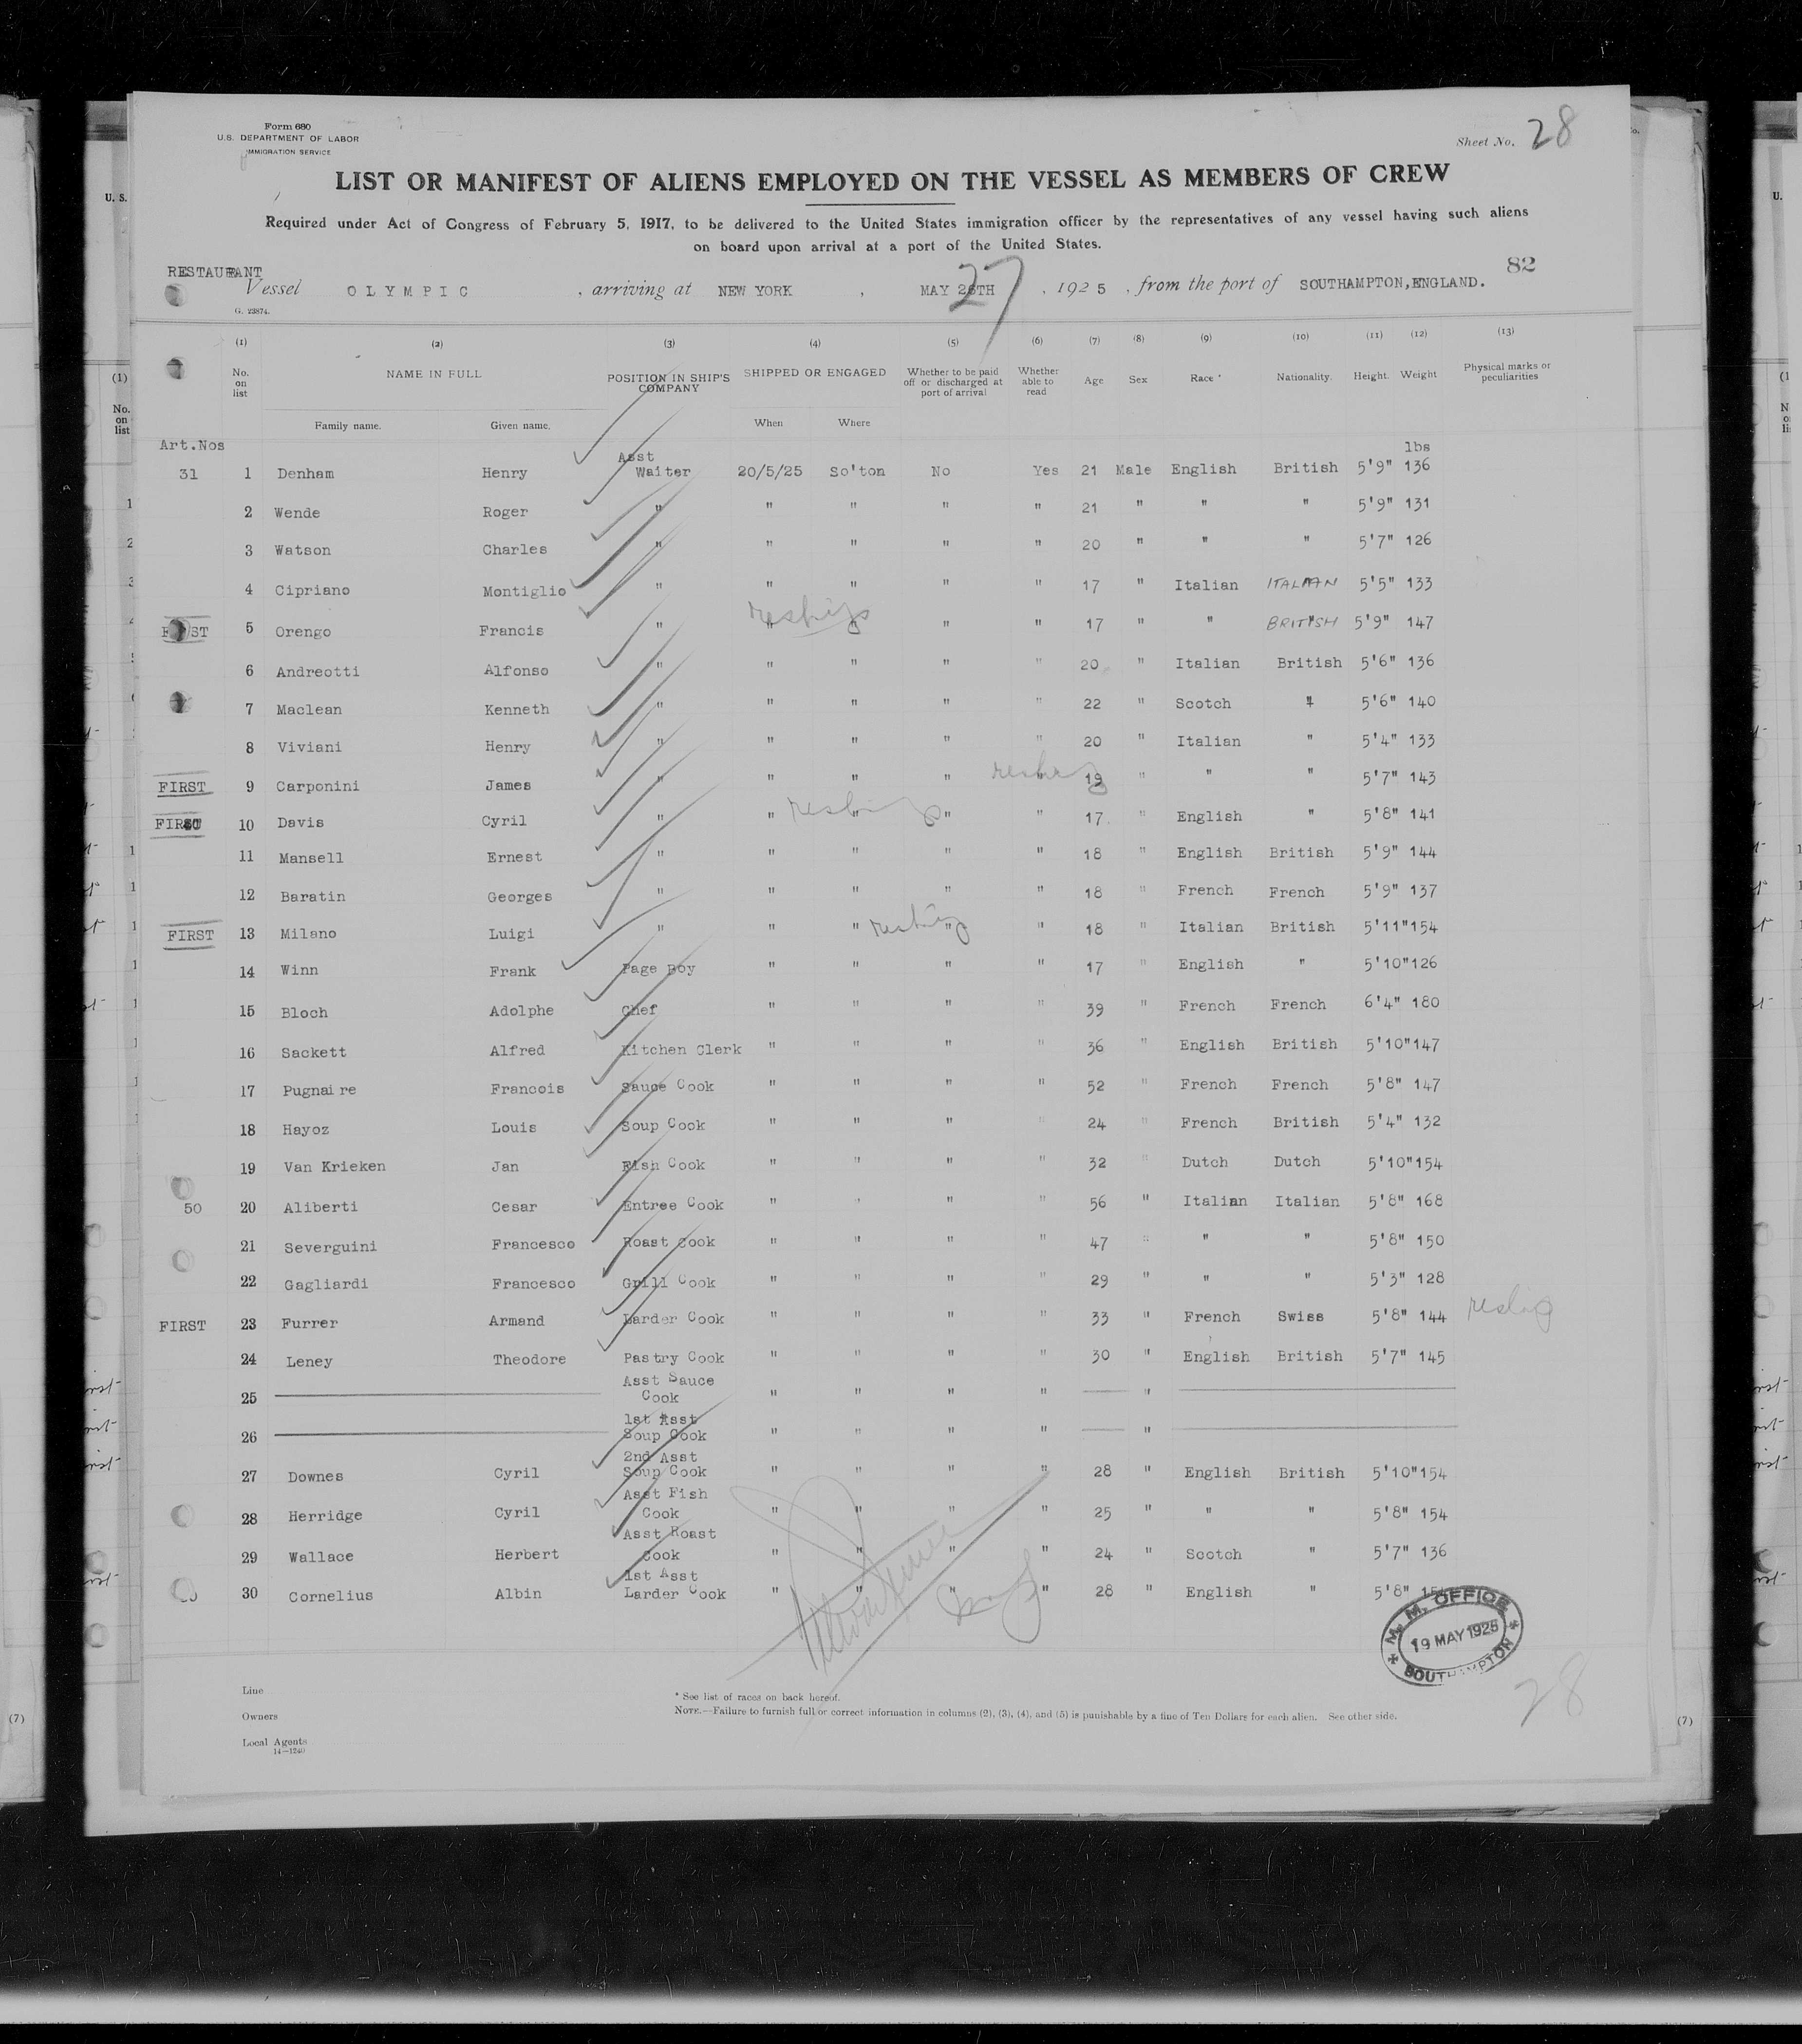 Form 680
U.S. DEPARTMENT OF LABOR
IMMIGRATION SERVICE
Sheet No. 28
LIST OR MANIFEST OF ALIENS EMPLOYED ON THE VESSEL AS MEMBERS OF CREW
Required under Act of Congress of February 5, 1917, to be delivered to the United States immigration officer by the representatives of any vessel having such aliens
on board upon arrival at a port of the United States.
82
RESTAURANT
Vessel OLYMPIC, arriving at NEW YORK, MAY 26TH 27, 1925, from the port of SOUTHAMPTON,ENGLAND.
G. 23874.
(1) (2) (3) (4) (5) (6) (7) (8) (9) (10) (11) (12) (13)
No. on list NAME IN FULL POSITION IN SHIP'S COMPANY SHIPPED OR ENGAGED Whether to be paid off or discharged at port of arrival Whether able to read Age Sex Race * Nationality. Height. Weight Physical marks or peculiarities
Family name. Given name. When Where
Art.Nos lbs
31 1 Denham Henry Asst Waiter 20/5/25 So'ton No Yes 21 Male English British 5'9" 136
2 Wende Roger " " " " " 21 " " " 5'9" 131
3 Watson Charles " " " " " 20 " " " 5'7" 126
4 Cipriano Montiglio " " " " " 17 " Italian ITALIAN 5'5" 133
FIRST 5 Orengo Francis " " " " " 17 " " BRITISH 5'9" 147
6 Andreotti Alfonso " " " " " 20 " Italian British 5'6" 136
7 Maclean Kenneth " " " " " 22 " Scotch " 5'6" 140
8 Viviani Henry " " " " " 20 " Italian " 5'4" 133
FIRST 9 Carponini James " " " " " 19 " " " 5'7" 143
FIRST 10 Davis Cyril " " " " " 17 " English " 5'8" 141
11 Mansell Ernest " " " " " 18 " English British 5'9" 144
12 Baratin Georges " " " " " 18 " French French 5'9" 137
FIRST 13 Milano Luigi " " " " " 18 " Italian British 5'11" 154
14 Winn Frank Page Boy " " " " 17 " English " 5'10" 126
15 Bloch Adolphe Chef " " " " 39 " French French 6'4" 180
16 Sackett Alfred Kitchen Clerk " " " " 36 " English British 5'10" 147
17 Pugnaire Francois Sauce Cook " " " " 52 " French French 5'8" 147
18 Hayoz Louis Soup Cook " " " " 24 " French British 5'4" 132
19 Van Krieken Jan Fish Cook " " " " 32 " Dutch Dutch 5'10" 154
50 20 Aliberti Cesar Entree Cook " " " " 56 " Italian Italian 5'8" 168
21 Severguini Francesco Roast Cook " " " " 47 " " " 5'8" 150
22 Gagliardi Francesco Grill Cook " " " " 29 " " " 5'3" 128
FIRST 23 Furrer Armand Larder Cook " " " " 33 " French Swiss 5'8" 144
24 Leney Theodore Pastry Cook " " " " 30 " English British 5'7" 145
25 Asst Sauce Cook " " " " "
26 1st Asst Soup Cook " " " " "
27 Downes Cyril 2nd Asst Soup Cook " " " " 28 " English British 5'10" 154
28 Herridge Cyril Asst Fish Cook " " " " 25 " " " 5'8" 154
29 Wallace Herbert Asst Roast Cook " " " " 24 " Scotch " 5'7" 136
30 Cornelius Albin 1st Asst Larder Cook " " " " 28 " English " 5'8"
M. M. OFFICE
19 MAY 1925
SOUTHAMPTON
28
Line
Owners
Local Agents
14—1240
* See list of races on back hereof.
NOTE.—Failure to furnish full or correct information in columns (2), (3), (4), and (5) is punishable by a fine of Ten Dollars for each alien. See other side.